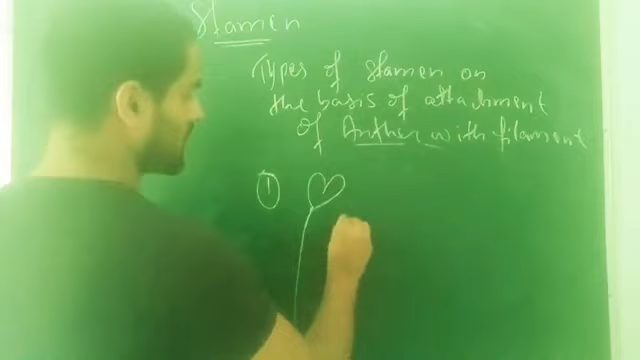 Stamen
Types of stamen on
the basis of attachment
of Anther with filament
1